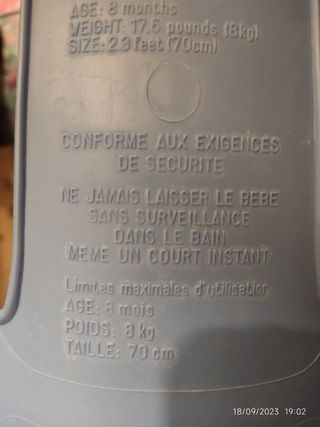 AGE: 8 months
WEIGHT: 17.6 pounds (8kg)
SIZE: 2.3 feet (70cm)
CONFORME AUX EXIGENCES
DE SECURITE
NE JAMAIS LAISSER LE BEBE
SANS SURVEILLANCE
DANS LE BAIN
MEME UN COURT INSTANT
Limites maximales d'utilisation
AGE: 8 mois
POIDS: 8 kg
TAILLE: 70 cm
18/09/2023 19:02